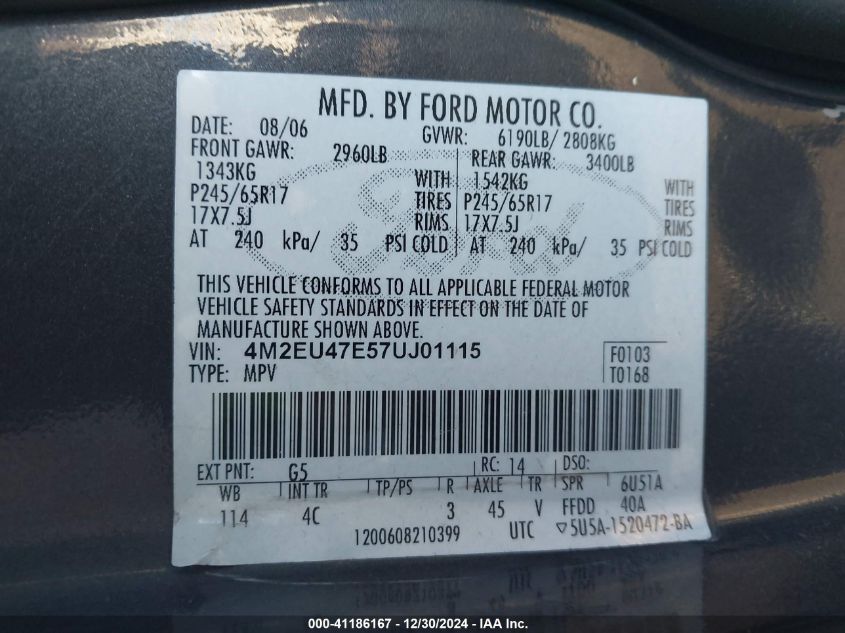 MFD. BY FORD MOTOR CO.
DATE: 08/06 GVWR: 6190LB/ 2808KG
FRONT GAWR: 2960LB REAR GAWR: 3400LB
1343KG WITH 1542KG WITH
P245/65R17 TIRES P245/65R17 TIRES
17X7.5J RIMS 17X7.5J RIMS
AT 240 kPa/ 35 PSI COLD AT 240 kPa/ 35 PSI COLD
Ford
THIS VEHICLE CONFORMS TO ALL APPLICABLE FEDERAL MOTOR
VEHICLE SAFETY STANDARDS IN EFFECT ON THE DATE OF
MANUFACTURE SHOWN ABOVE.
VIN: 4M2EU47E57UJ01115 F0103
TYPE: MPV T0168
EXT PNT: G5 RC: 14 DSO:
WB INT TR TP/PS R AXLE TR SPR 6U51A
114 4C 3 45 V FFDD 40A
1200608210399 UTC ▽5U5A-1520472-BA
000-41186167 - 12/30/2024 - IAA Inc.